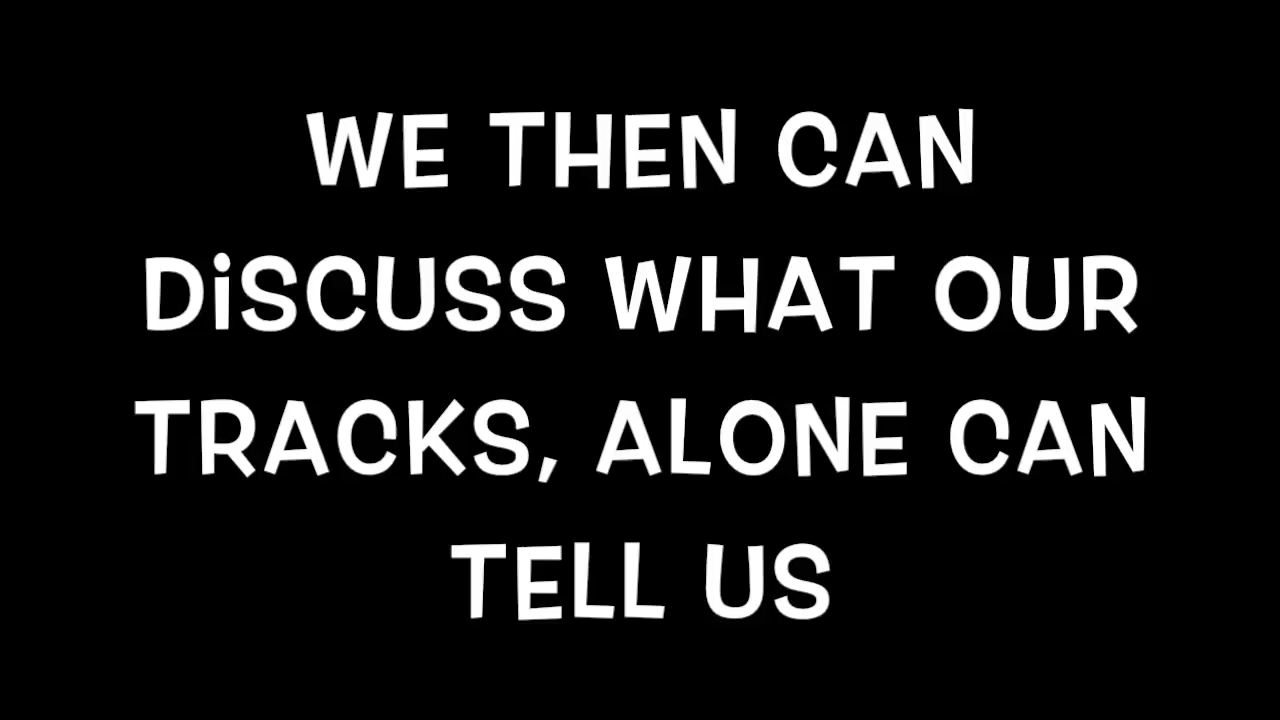 WE THEN CAN
DiSCUSS WHAT OUR
TRACKS, ALONE CAN
TELL US